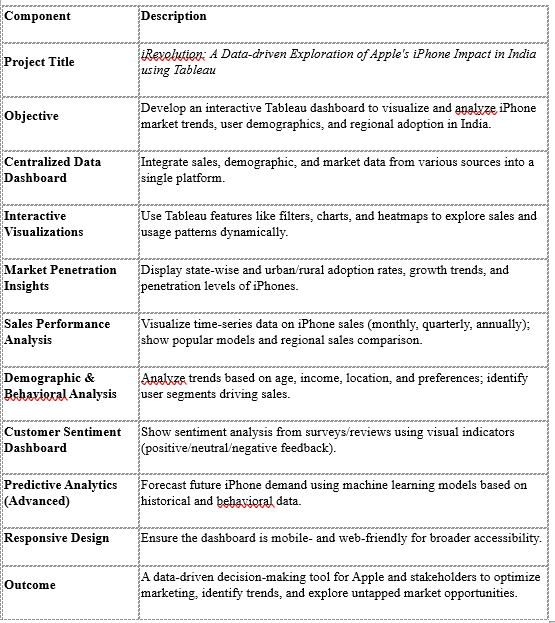 Component Description
Project Title iRevolution: A Data-driven Exploration of Apple's iPhone Impact in India
using Tableau
Objective Develop an interactive Tableau dashboard to visualize and analyze iPhone
market trends, user demographics, and regional adoption in India.
Centralized Data Integrate sales, demographic, and market data from various sources into a
Dashboard single platform.
Interactive Use Tableau features like filters, charts, and heatmaps to explore sales and
Visualizations usage patterns dynamically.
Market Penetration Display state-wise and urban/rural adoption rates, growth trends, and
Insights penetration levels of iPhones.
Sales Performance Visualize time-series data on iPhone sales (monthly, quarterly, annually);
Analysis show popular models and regional sales comparison.
Demographic & Analyze trends based on age, income, location, and preferences; identify
Behavioral Analysis user segments driving sales.
Customer Sentiment Show sentiment analysis from surveys/reviews using visual indicators
Dashboard (positive/neutral/negative feedback).
Predictive Analytics Forecast future iPhone demand using machine learning models based on
(Advanced) historical and behavioral data.
Responsive Design Ensure the dashboard is mobile- and web-friendly for broader accessibility.
Outcome A data-driven decision-making tool for Apple and stakeholders to optimize
marketing, identify trends, and explore untapped market opportunities.